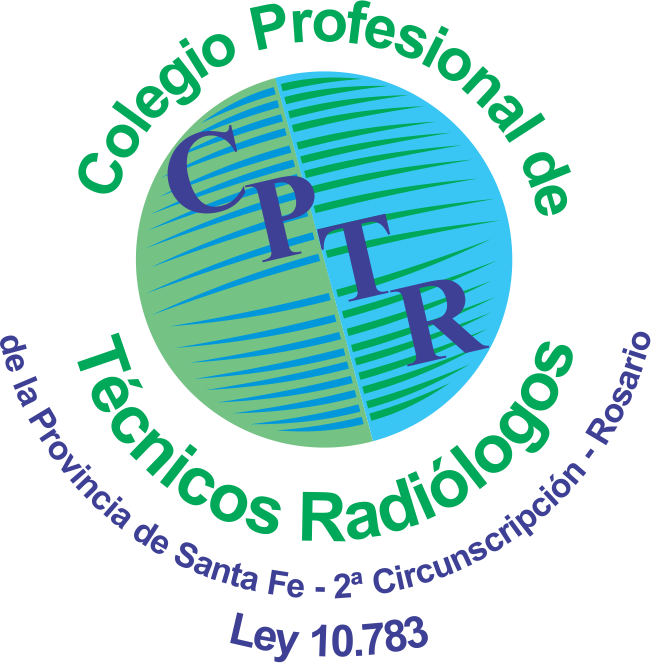 Colegio Profesional de
CPTR
Técnicos Radiólogos
de la Provincia de Santa Fe - 2ª Circunscripción - Rosario
Ley 10.783